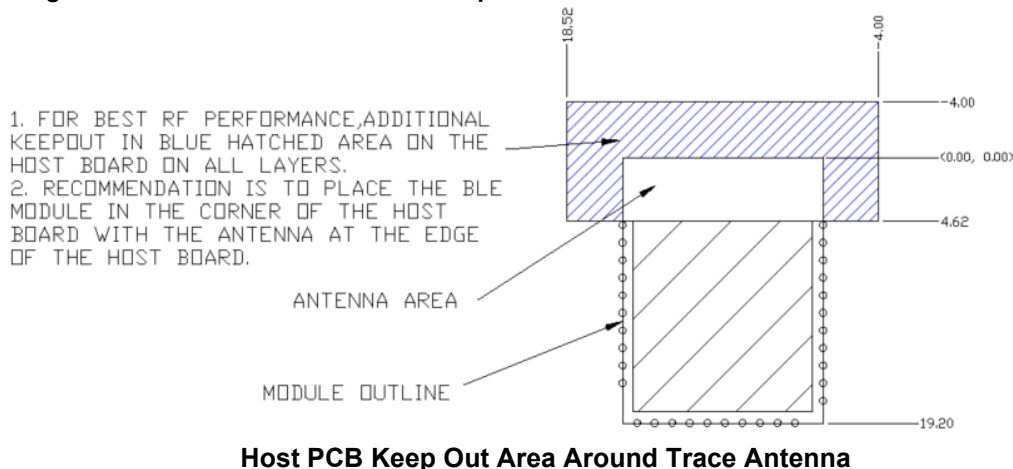 18.52
-4.00
1. FOR BEST RF PERFORMANCE,ADDITIONAL
KEEPOUT IN BLUE HATCHED AREA ON THE
HOST BOARD ON ALL LAYERS.
2. RECOMMENDATION IS TO PLACE THE BLE
MODULE IN THE CORNER OF THE HOST
BOARD WITH THE ANTENNA AT THE EDGE
OF THE HOST BOARD.
-4.00
(0.00, 0.00)
4.62
ANTENNA AREA
MODULE OUTLINE
19.20
Host PCB Keep Out Area Around Trace Antenna